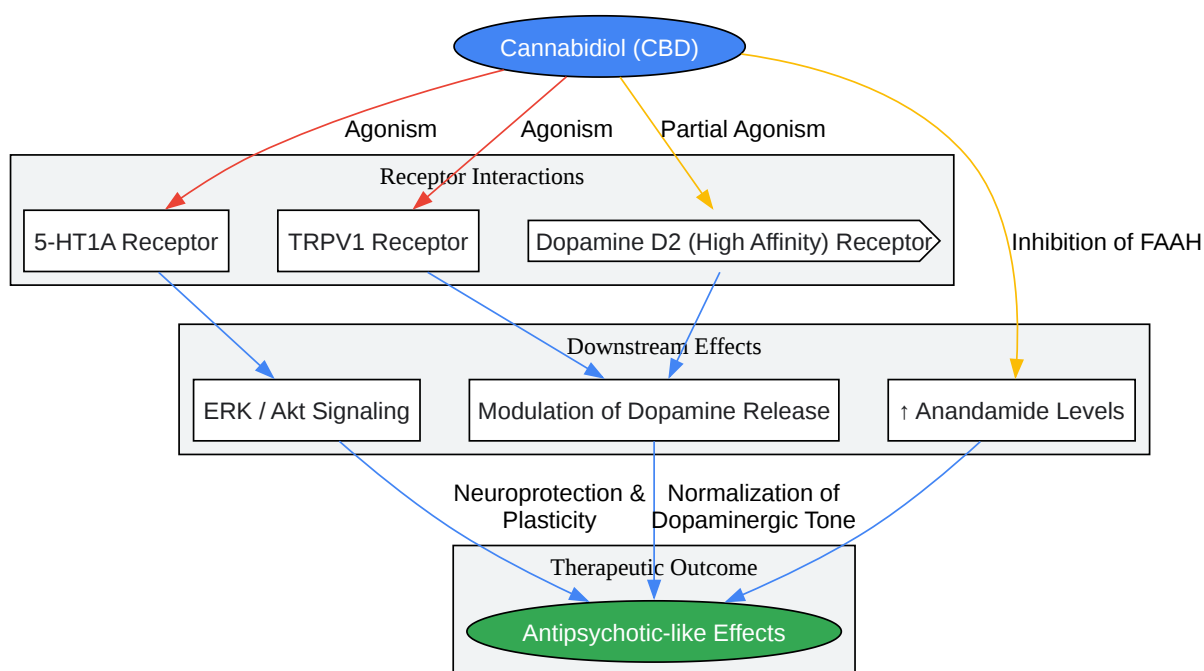 Cannabidiol (CBD)
Agonism
Agonism
Partial Agonism
Receptor Interactions
5-HT1A Receptor
TRPV1 Receptor
Dopamine D2 (High Affinity) Receptor
Inhibition of FAAH
Downstream Effects
ERK / Akt Signaling
Modulation of Dopamine Release
↑ Anandamide Levels
Neuroprotection &
Plasticity
Normalization of
Dopaminergic Tone
Therapeutic Outcome
Antipsychotic-like Effects